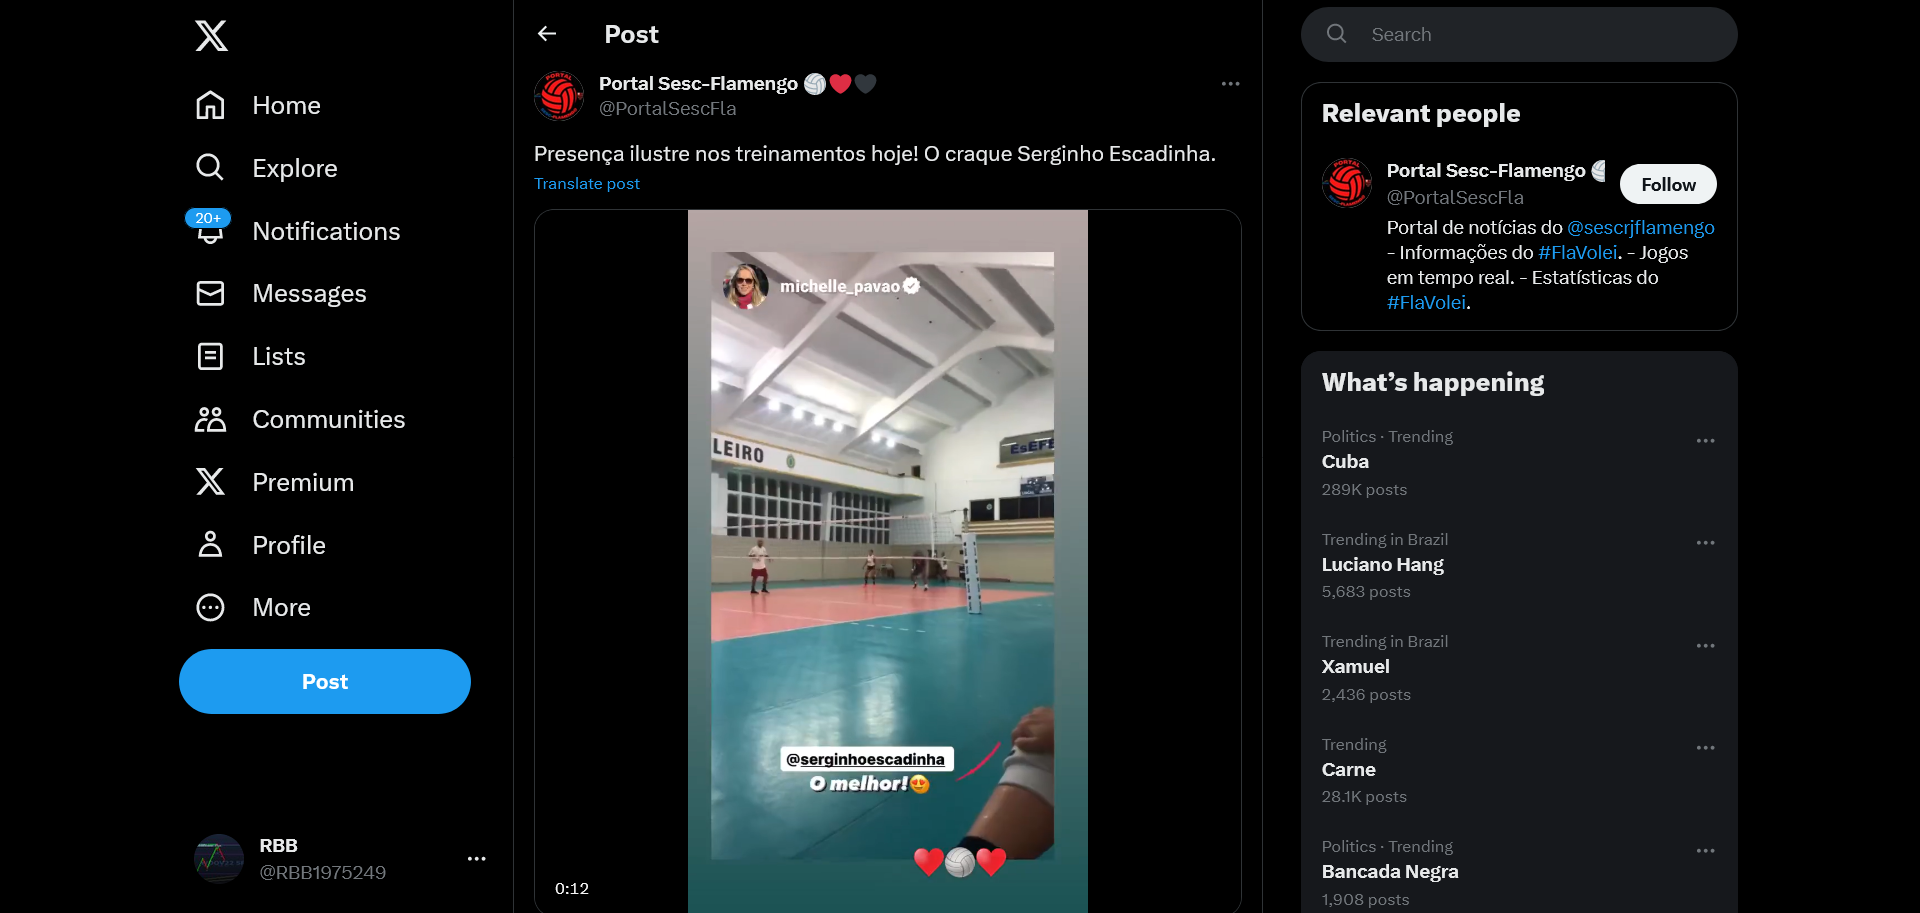 Home
Explore
20+
Notifications
Messages
Lists
Communities
Premium
Profile
More
Post
RBB
@RBB1975249
Post
Portal Sesc-Flamengo
@PortalSescFla
Presença ilustre nos treinamentos hoje! O craque Serginho Escadinha.
Translate post
michelle_pavao
LEIRO
EsEFE
@serginhoescadinha
O melhor!
0:12
Search
Relevant people
Portal Sesc-Flamengo
@PortalSescFla
Follow
Portal de notícias do @sescrjflamengo
- Informações do #FlaVolei. - Jogos
em tempo real. - Estatísticas do
#FlaVolei.
What's happening
Politics · Trending
Cuba
289K posts
Trending in Brazil
Luciano Hang
5,683 posts
Trending in Brazil
Xamuel
2,436 posts
Trending
Carne
28.1K posts
Politics · Trending
Bancada Negra
1,908 posts